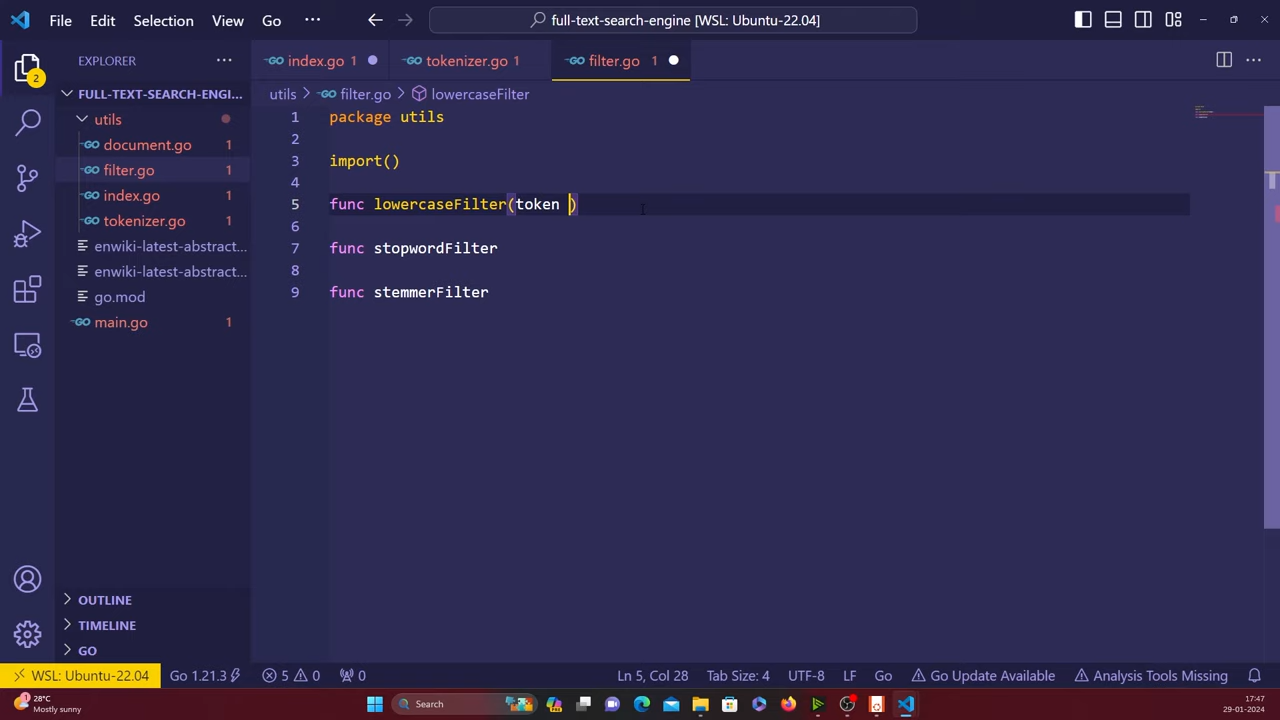 File Edit Selection View Go ··· full-text-search-engine [WSL: Ubuntu-22.04]
EXPLORER ···
index.go 1 tokenizer.go 1 filter.go 1
utils > filter.go > lowercaseFilter
FULL-TEXT-SEARCH-ENGI...
utils
document.go 1
filter.go 1
index.go 1
tokenizer.go 1
enwiki-latest-abstract...
enwiki-latest-abstract...
go.mod
main.go 1
2
1 package utils
2
3 import()
4
5 func lowercaseFilter(token )
6
7 func stopwordFilter
8
9 func stemmerFilter
OUTLINE
TIMELINE
GO
WSL: Ubuntu-22.04 Go 1.21.3 5 0 0 Ln 5, Col 28 Tab Size: 4 UTF-8 LF Go Go Update Available Analysis Tools Missing
1 28°C
Mostly sunny
Search
17:47
29-01-2024